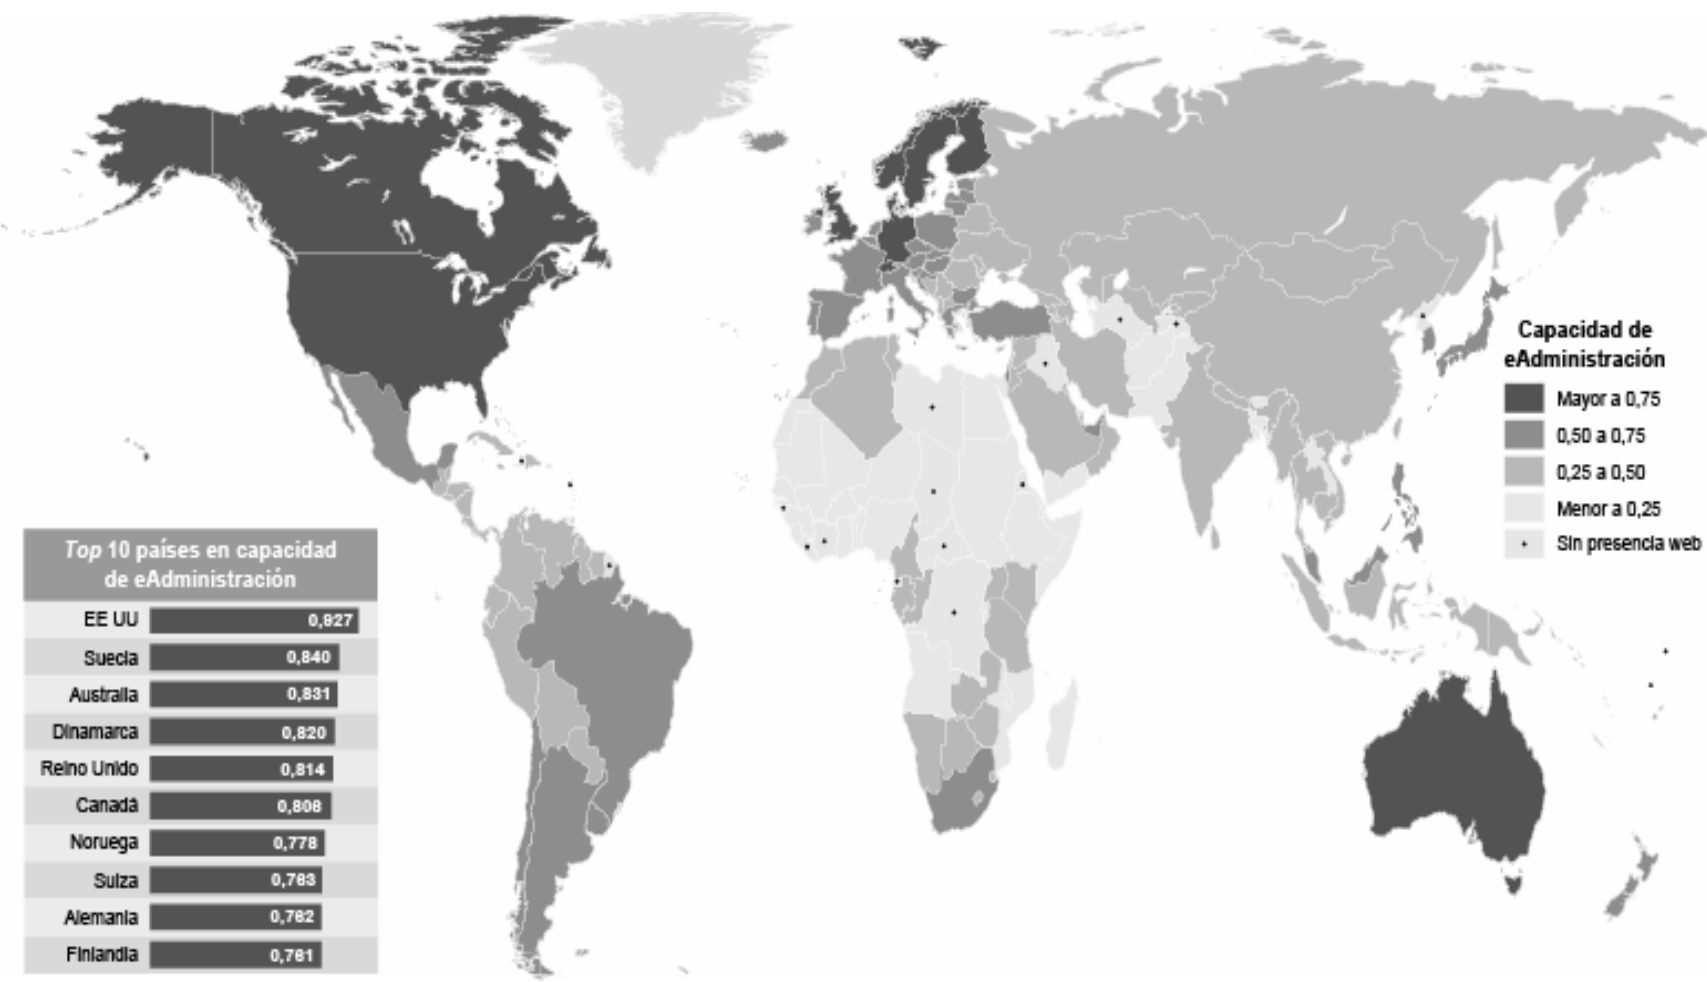 Capacidad de
eAdministración
Mayor a 0,75
0,50 a 0,75
0,25 a 0,50
Menor a 0,25
Sin presencia web
Top 10 países en capacidad
de eAdministración
EE UU 0,927
Suecia 0,840
Australia 0,831
Dinamarca 0,820
Reino Unido 0,814
Canadá 0,806
Noruega 0,778
Suiza 0,763
Alemania 0,762
Finlandia 0,761